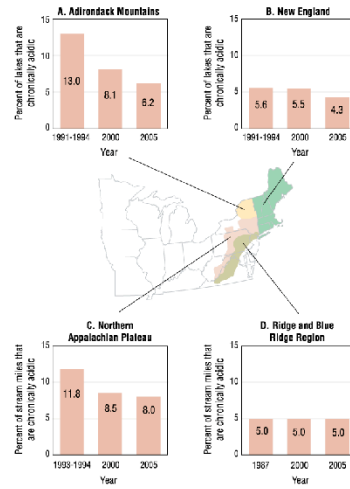 A. Adirondack Mountains
Percent of lakes that are
chronically acidic
15
10
5
0
13.0
8.1
6.2
1991-1994 2000 2005
Year
B. New England
Percent of lakes that are
chronically acidic
15
10
5
0
5.6
5.5
4.3
1991-1994 2000 2005
Year
C. Northern
Appalachian Plateau
Percent of stream miles that
are chronically acidic
15
10
5
0
11.8
8.5
8.0
1993-1994 2000 2005
Year
D. Ridge and Blue
Ridge Region
Percent of stream miles that
are chronically acidic
15
10
5
0
5.0
5.0
5.0
1987 2000 2005
Year